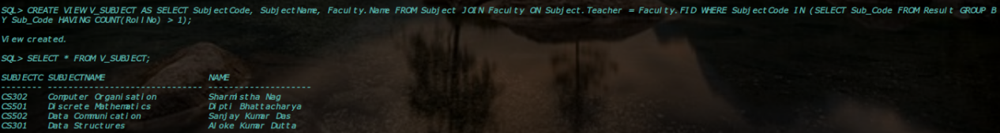 SQL> CREATE VIEW V_SUBJECT AS SELECT SubjectCode, SubjectName, Faculty.Name FROM Subject JOIN Faculty ON Subject.Teacher = Faculty.FID WHERE SubjectCode IN (SELECT Sub_Code FROM Result GROUP B
Y Sub_Code HAVING COUNT(RollNo) > 1);
View created.
SQL> SELECT * FROM V_SUBJECT;
SUBJECTC SUBJECTNAME                    NAME
-------- ------------------------------ --------------------
CS302    Computer Organisation          Sharmistha Nag
CS501    Discrete Mathematics           Dipti Bhattacharya
CS502    Data Communication             Sanjay Kumar Das
CS301    Data Structures                Aloke Kumar Dutta